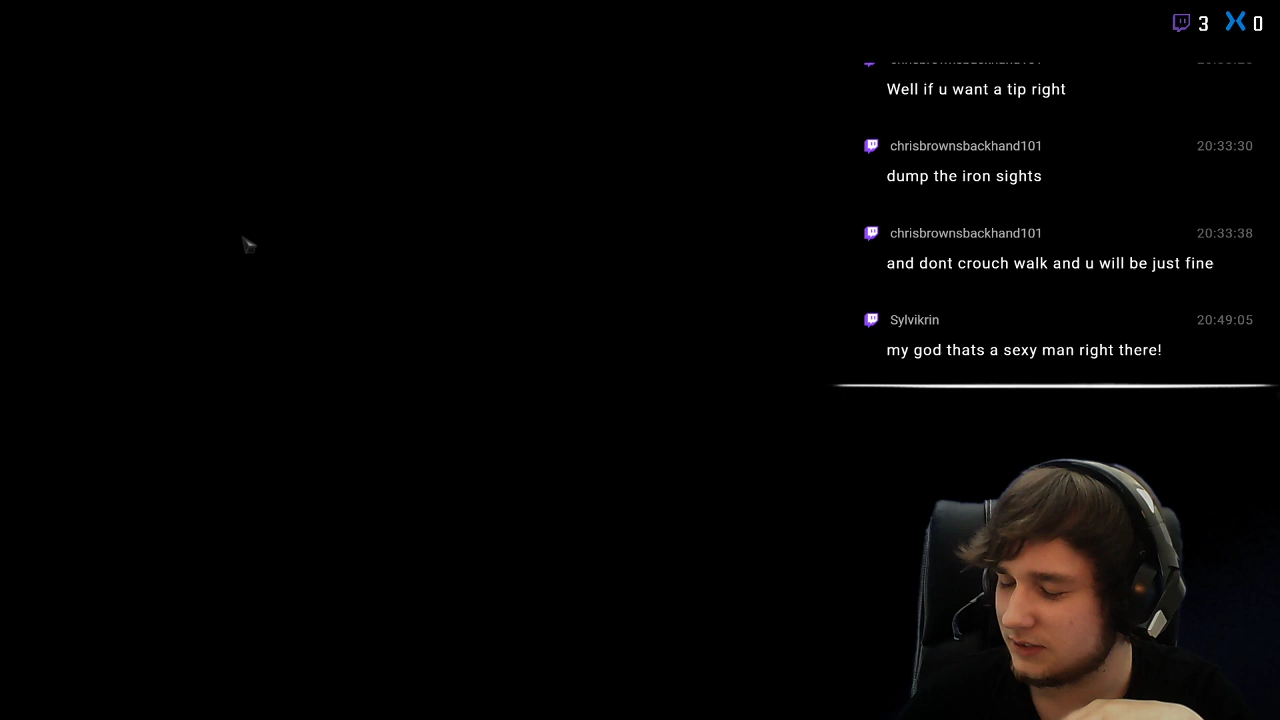 3 0
Well if u want a tip right
chrisbrownsbackhand101 20:33:30
dump the iron sights
chrisbrownsbackhand101 20:33:38
and dont crouch walk and u will be just fine
Sylvikrin 20:49:05
my god thats a sexy man right there!